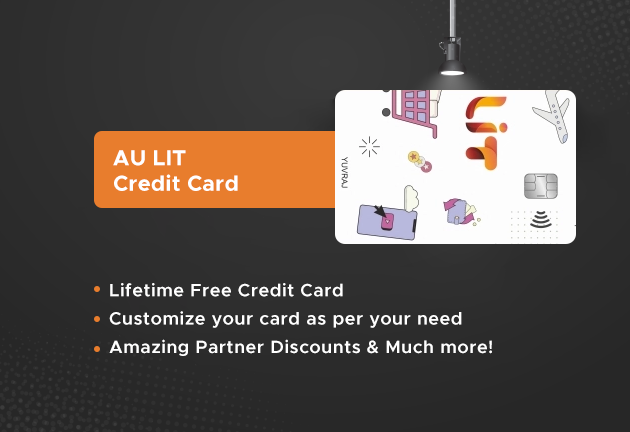 AU LIT
Credit Card
LiT
YUVRAJ
Lifetime Free Credit Card
Customize your card as per your need
Amazing Partner Discounts & Much more!